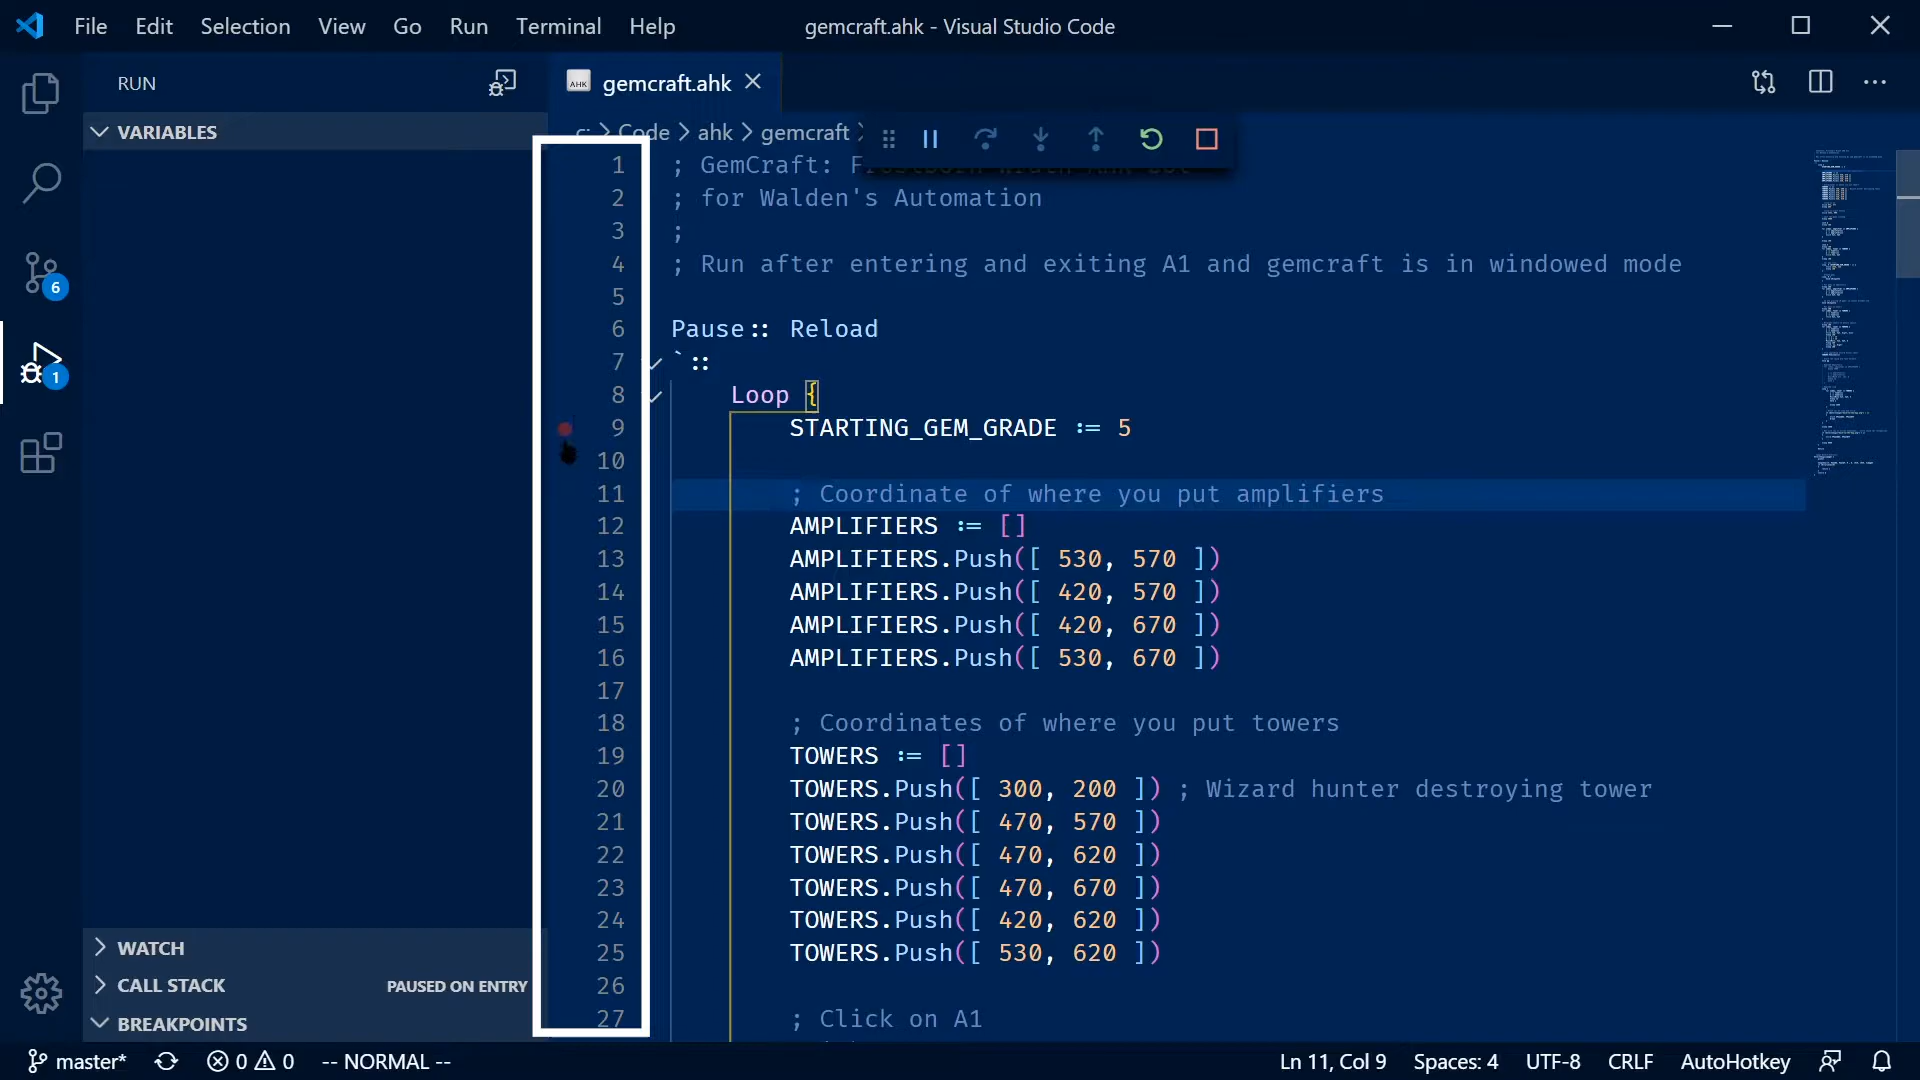 File Edit Selection View Go Run Terminal Help
gemcraft.ahk - Visual Studio Code
RUN
AHK gemcraft.ahk
VARIABLES
Code > ahk > gemcraft >
1 ; GemCraft:
2 ; for Walden's Automation
3 ;
4 ; Run after entering and exiting A1 and gemcraft is in windowed mode
5
6 Pause:: Reload
7 `::
8 Loop {
9 STARTING_GEM_GRADE := 5
10
11 ; Coordinate of where you put amplifiers
12 AMPLIFIERS := []
13 AMPLIFIERS.Push([ 530, 570 ])
14 AMPLIFIERS.Push([ 420, 570 ])
15 AMPLIFIERS.Push([ 420, 670 ])
16 AMPLIFIERS.Push([ 530, 670 ])
17
18 ; Coordinates of where you put towers
19 TOWERS := []
20 TOWERS.Push([ 300, 200 ]) ; Wizard hunter destroying tower
21 TOWERS.Push([ 470, 570 ])
22 TOWERS.Push([ 470, 620 ])
23 TOWERS.Push([ 470, 670 ])
24 TOWERS.Push([ 420, 620 ])
25 TOWERS.Push([ 530, 620 ])
26
27 ; Click on A1
6
1
WATCH
CALL STACK PAUSED ON ENTRY
BREAKPOINTS
master* 0 0 -- NORMAL -- Ln 11, Col 9 Spaces: 4 UTF-8 CRLF AutoHotkey